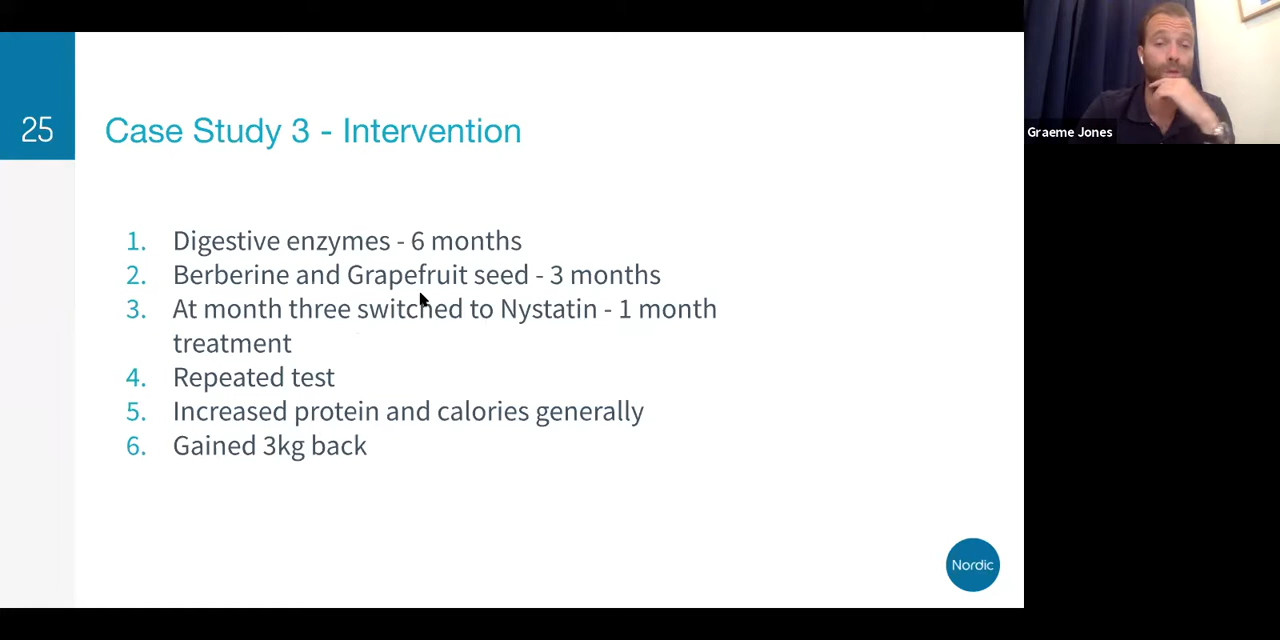 25
Case Study 3 - Intervention
1. Digestive enzymes - 6 months
2. Berberine and Grapefruit seed - 3 months
3. At month three switched to Nystatin - 1 month
treatment
4. Repeated test
5. Increased protein and calories generally
6. Gained 3kg back
Nordic
Graeme Jones